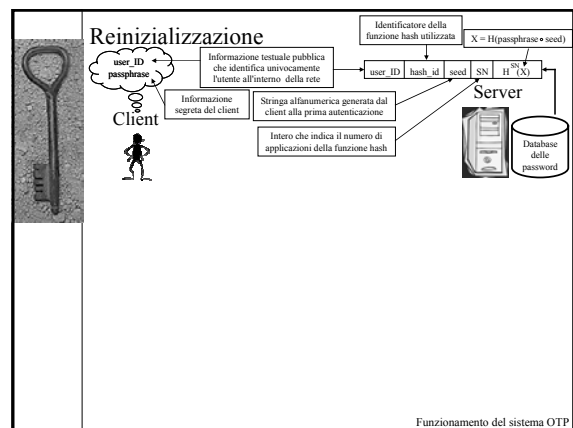 Reinizializzazione
user_ID
passphrase
Client
Informazione testuale pubblica
che identifica univocamente
l'utente all'interno della rete
Informazione
segreta del client
Identificatore della
funzione hash utilizzata
X = H(passphrase∘seed)
user_ID hash_id seed SN H^SN(X)
Stringa alfanumerica generata dal
client alla prima autenticazione
Intero che indica il numero di
applicazioni della funzione hash
Server
Database
delle
password
Funzionamento del sistema OTP